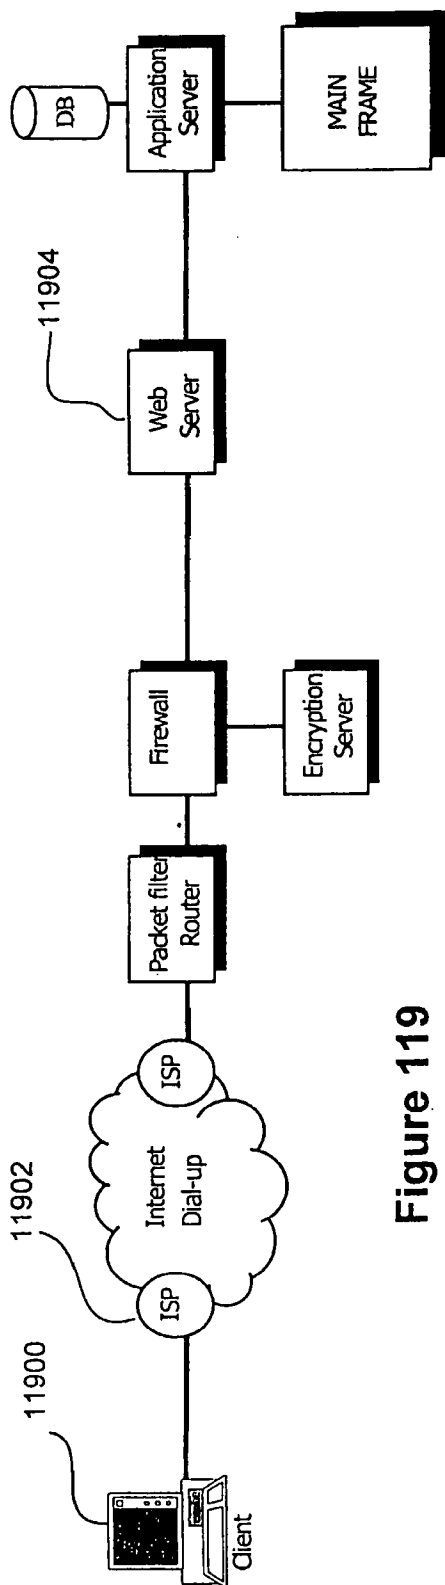 11900
Client
11902
ISP
Internet
Dial-up
ISP
Packet filter
Router
Firewall
Encryption
Server
11904
Web
Server
DB
Application
Server
MAIN
FRAME
Figure 119